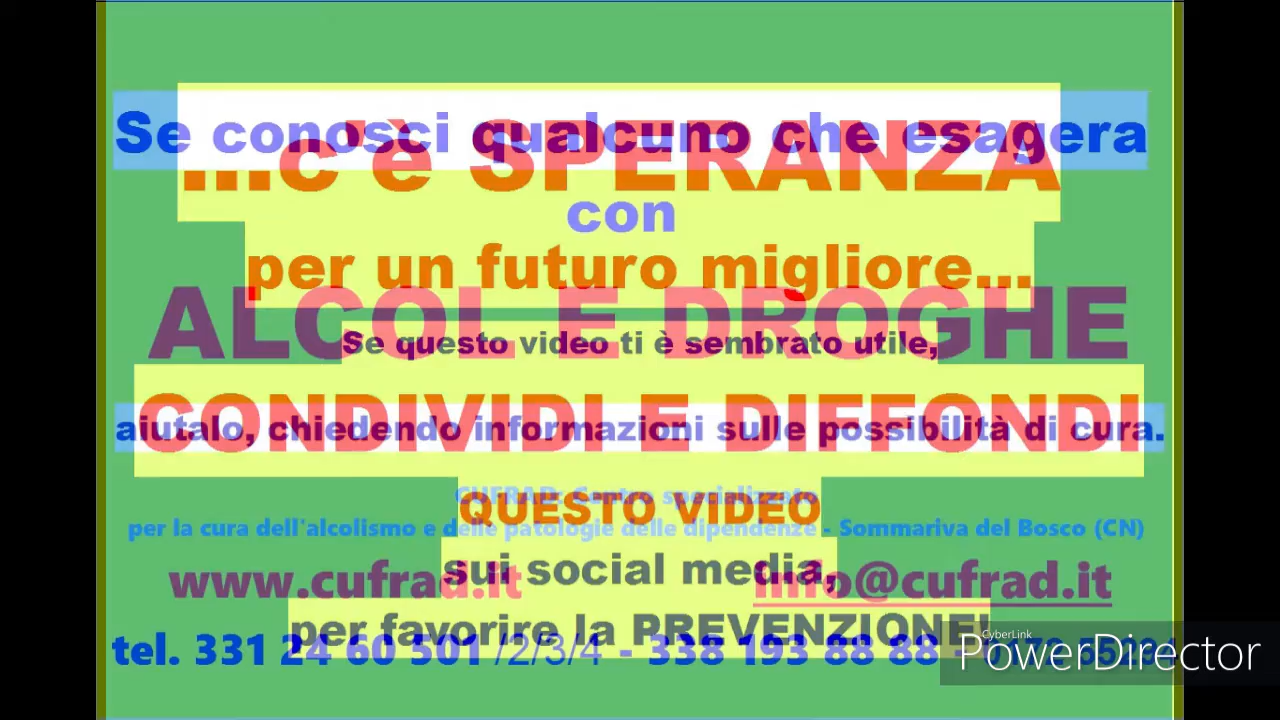 Se conosci qualcuno che esagera
...c'è SPERANZA
con
per un futuro migliore...
ALCOL E DROGHE
Se questo video ti è sembrato utile,
CONDIVIDI E DIFFONDI
aiutalo, chiedendo informazioni sulle possibilità di cura.
CUFRAD: Centro specializzato
QUESTO VIDEO
per la cura dell'alcolismo e delle patologie delle dipendenze - Sommariva del Bosco (CN)
sui social media,
www.cufrad.it info@cufrad.it
per favorire la PREVENZIONE!
tel. 331 24 60 501 /2/3/4 - 338 193 88 88 -
CyberLink
PowerDirector